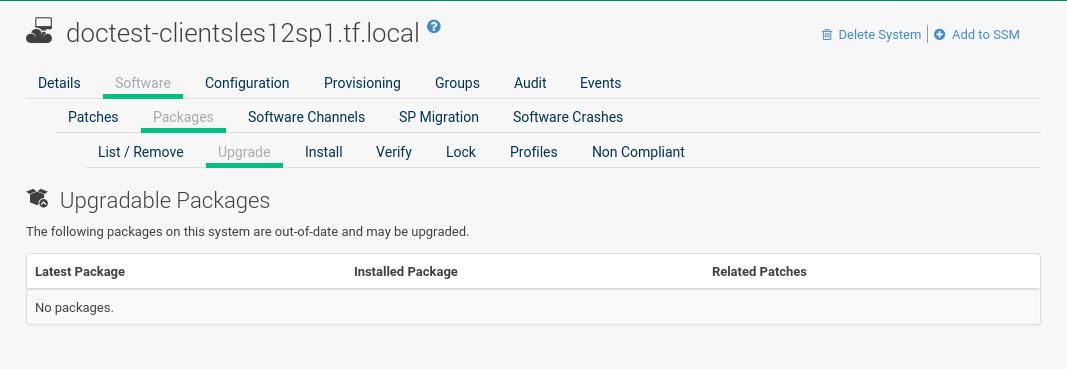 doctest-clientsles12sp1.tf.local ?
Delete System | Add to SSM
Details Software Configuration Provisioning Groups Audit Events
Patches Packages Software Channels SP Migration Software Crashes
List / Remove Upgrade Install Verify Lock Profiles Non Compliant
Upgradable Packages
The following packages on this system are out-of-date and may be upgraded.
Latest Package Installed Package Related Patches
No packages.